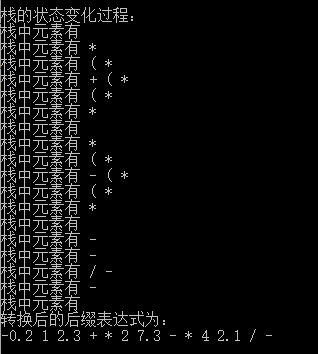 栈的状态变化过程：
栈中元素有
栈中元素有 *
栈中元素有 ( *
栈中元素有 + ( *
栈中元素有 ( *
栈中元素有 *
栈中元素有
栈中元素有 *
栈中元素有 ( *
栈中元素有 - ( *
栈中元素有 ( *
栈中元素有 *
栈中元素有
栈中元素有 -
栈中元素有 -
栈中元素有 / -
栈中元素有 -
栈中元素有
转换后的后缀表达式为：
-0.2 1 2.3 + * 2 7.3 - * 4 2.1 / -